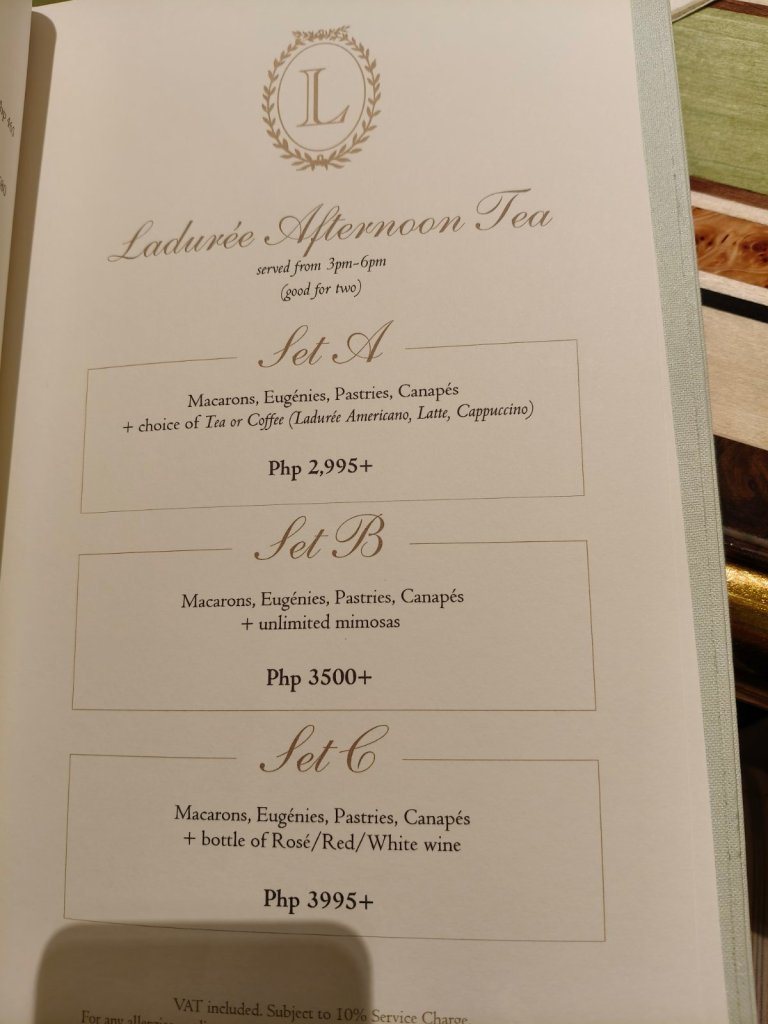 L
Ladurée Afternoon Tea
served from 3pm-6pm
(good for two)
Set A
Macarons, Eugénies, Pastries, Canapés
+ choice of Tea or Coffee (Ladurée Americano, Latte, Cappuccino)
Php 2,995+
Set B
Macarons, Eugénies, Pastries, Canapés
+ unlimited mimosas
Php 3500+
Set C
Macarons, Eugénies, Pastries, Canapés
+ bottle of Rosé/Red/White wine
Php 3995+
VAT included. Subject to 10% Service Charge
For any